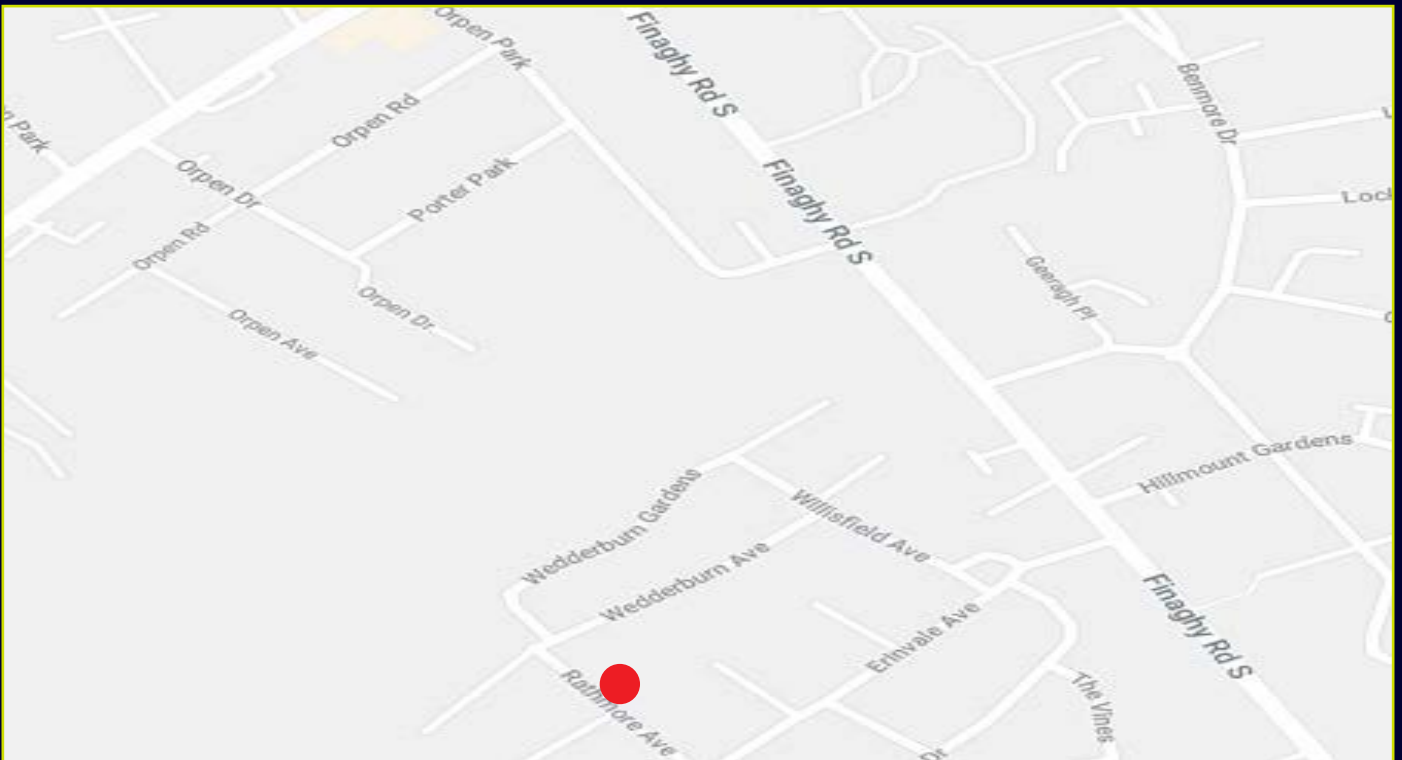 Orpen Park
Finaghy Rd S
Benmore Dr
Orpen Rd
Park
Orpen Dr
Porter Park
Finaghy Rd S
Lock
Orpen Rd
Geeragh Pl
Orpen Dr
Orpen Ave
Hillmount Gardens
Wedderburn Gardens
Willisfield Ave
Wedderburn Ave
Finaghy Rd S
Erinvale Ave
Rathmore Ave
The Vines
Dr